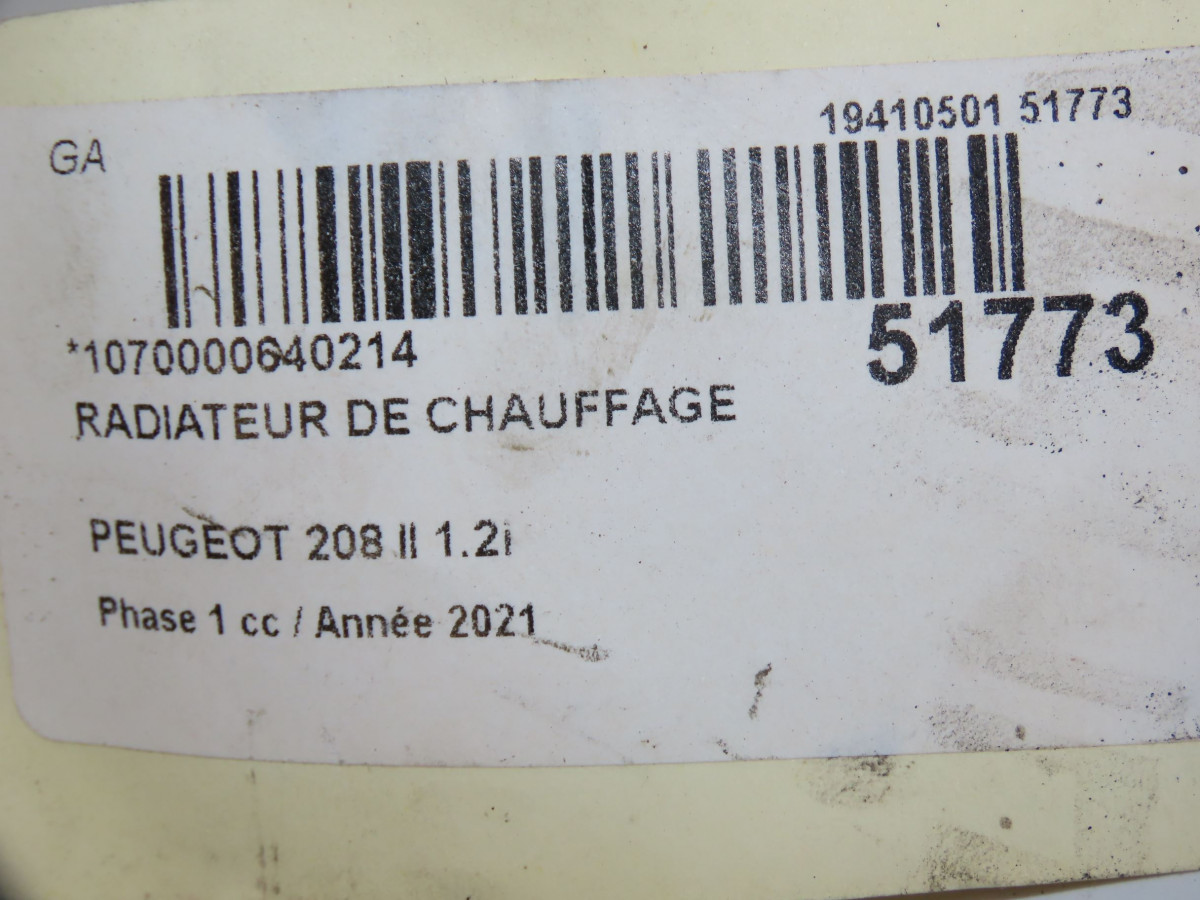 19410501 51773
GA
51773
*1070000640214
RADIATEUR DE CHAUFFAGE
PEUGEOT 208 II 1.2i
Phase 1 cc / Année 2021